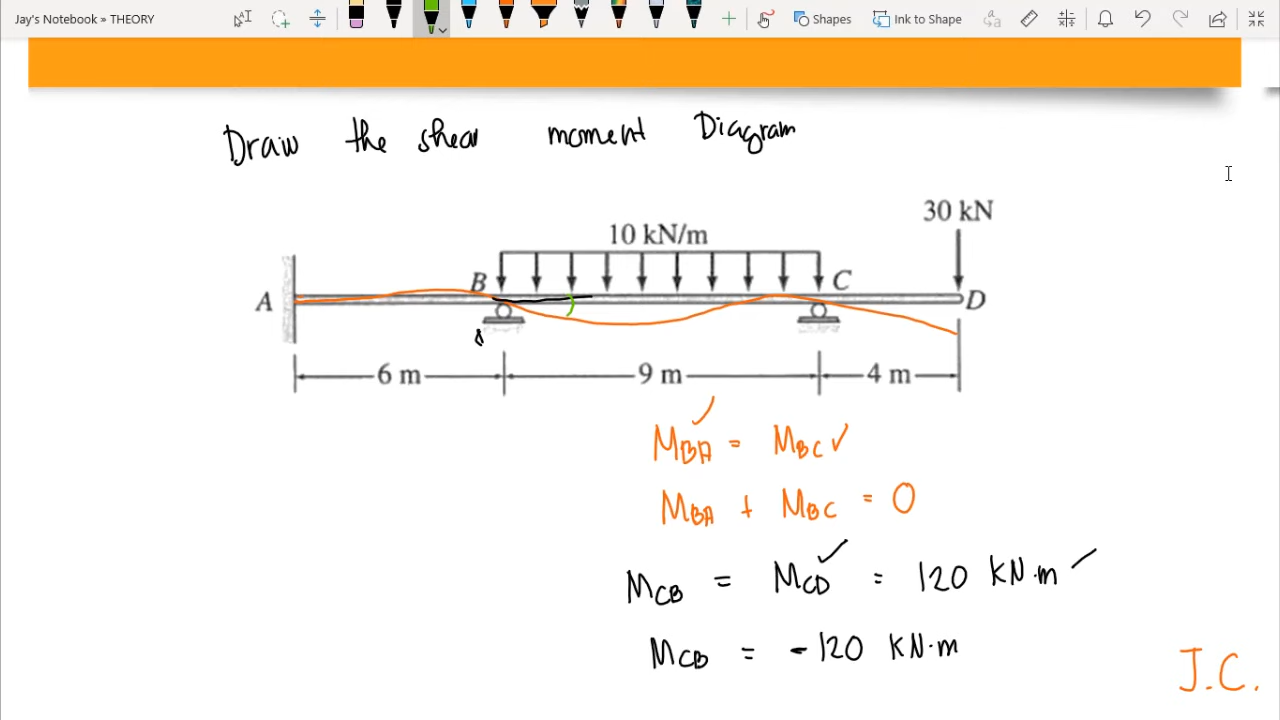 Jay's Notebook » THEORY
Shapes
Ink to Shape
Draw the shear moment Diagram
30 kN
10 kN/m
B
C
A
D
6 m
9 m
4 m
MBA = MBC
MBA + MBC = 0
MCB = MCD = 120 KN·m
MCB = -120 KN·m
J.C.